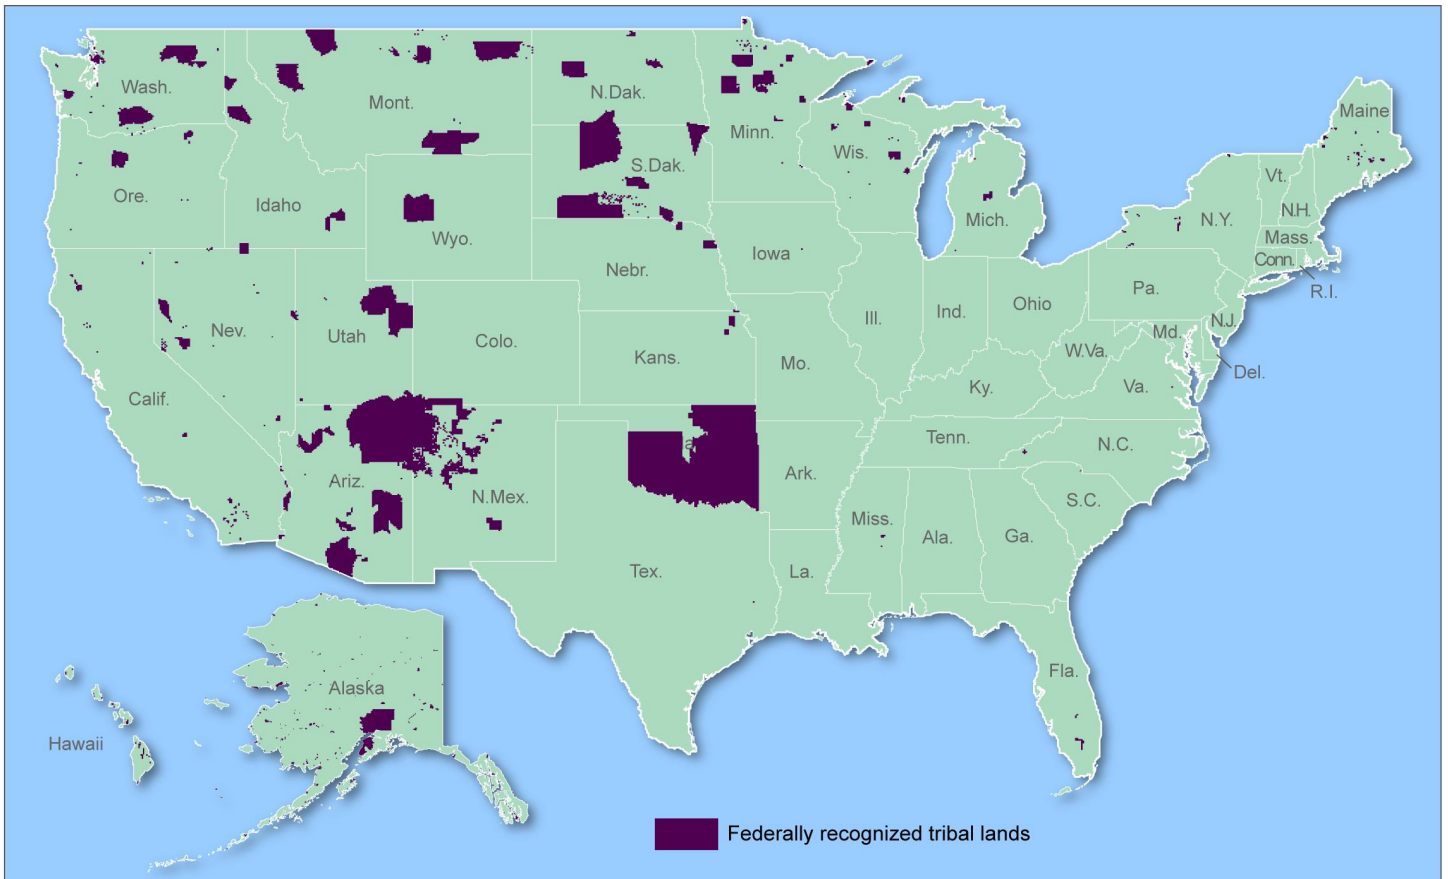 Wash.
Mont.
N.Dak.
Minn.
Maine
Ore.
Idaho
Wyo.
S.Dak.
Wis.
Mich.
N.Y.
Vt.
N.H.
Mass.
Conn.
R.I.
Nebr.
Iowa
Nev.
Utah
Colo.
Kans.
Mo.
Ill.
Ind.
Ohio
Pa.
N.J.
Md.
Del.
W.Va.
Va.
Ky.
Calif.
Ariz.
N.Mex.
a
Ark.
Tenn.
N.C.
S.C.
Tex.
La.
Miss.
Ala.
Ga.
Fla.
Alaska
Hawaii
Federally recognized tribal lands